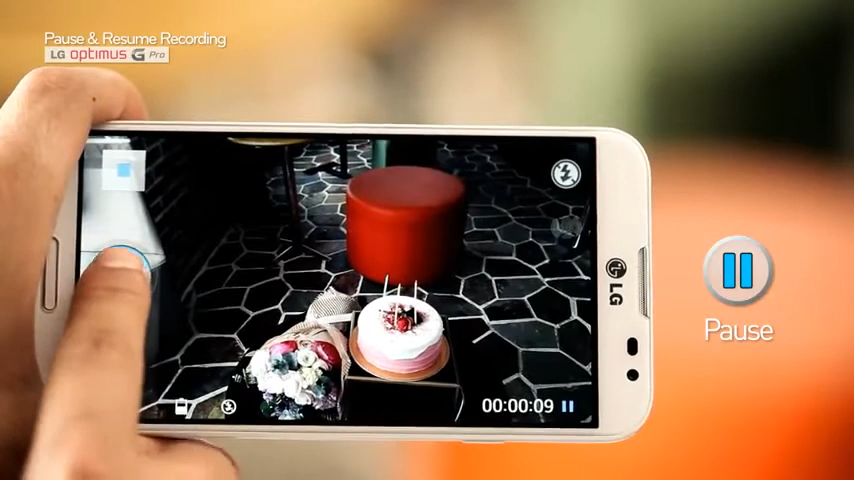 Pause & Resume Recording
LG Optimus G Pro
LG
Pause
00:00:09